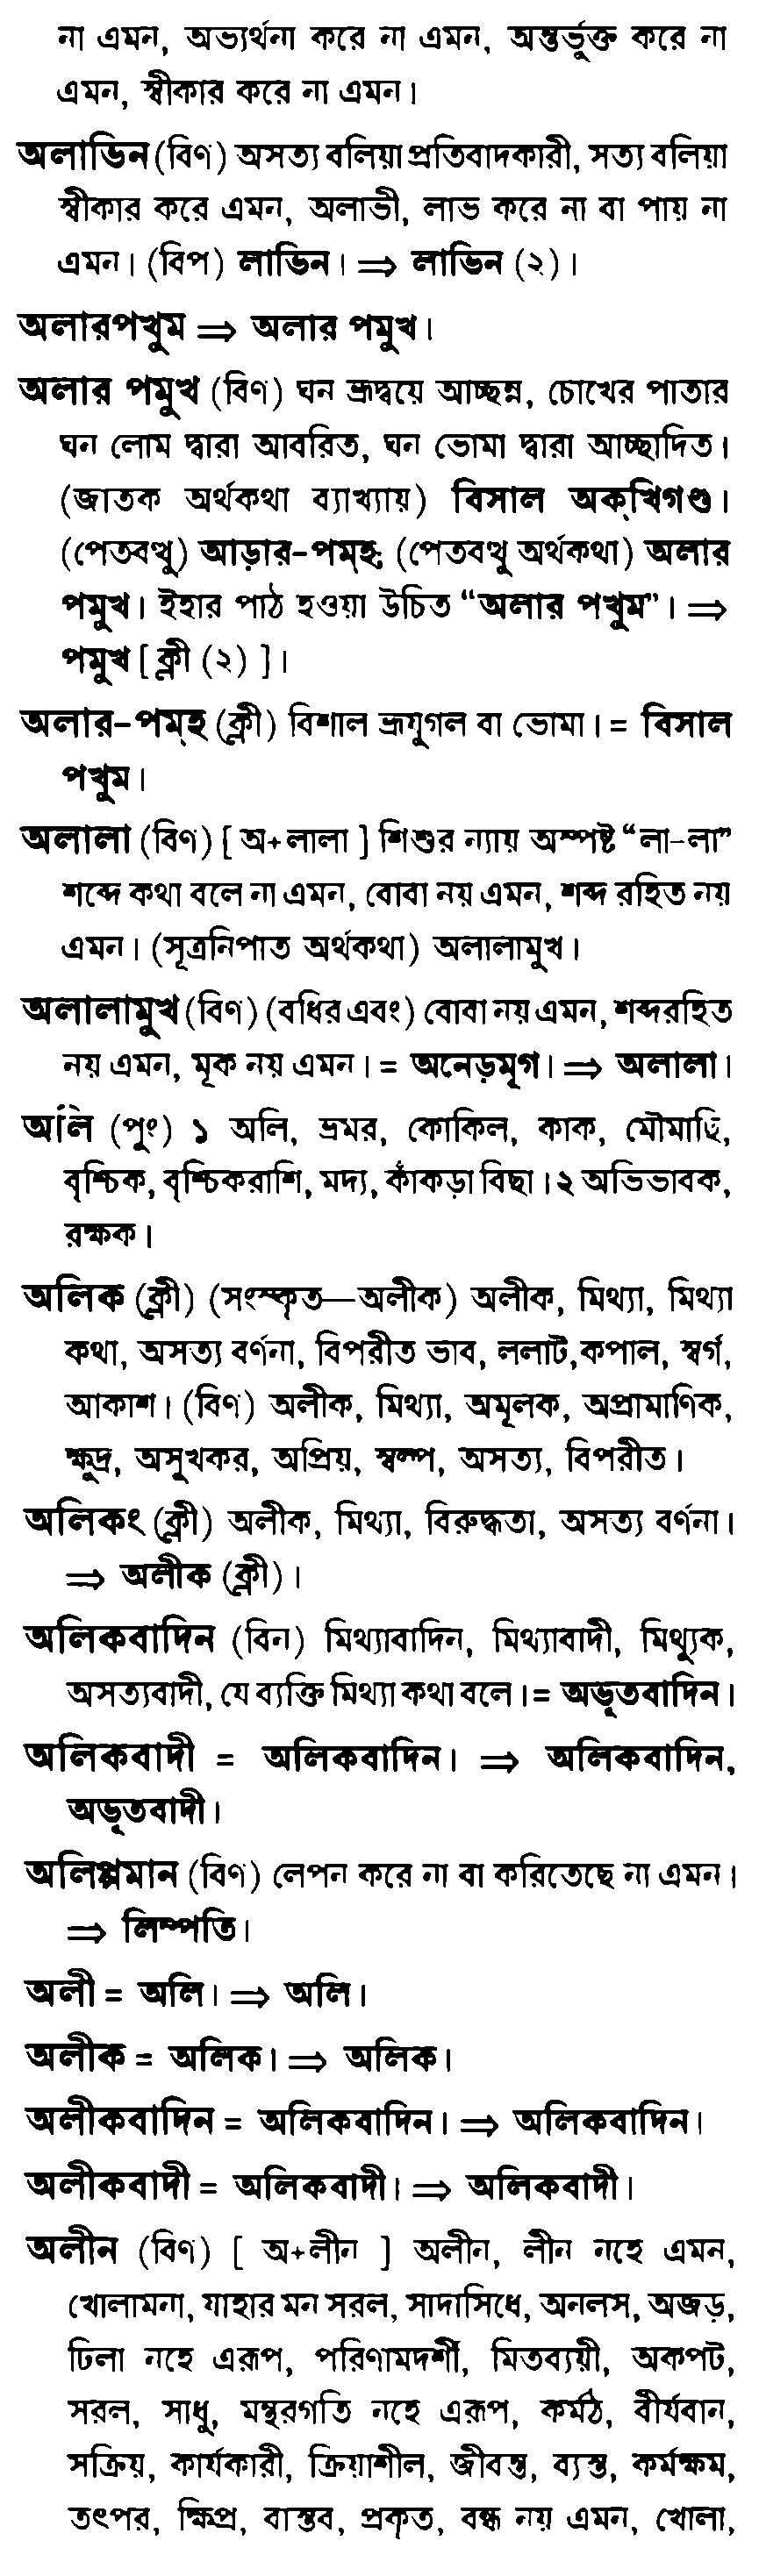 না এমন, অভ্যর্থনা করে না এমন, অন্তর্ভুক্ত করে না
এমন, স্বীকার করে না এমন।
অলাভিন (বিণ) অসত্য বলিয়া প্রতিবাদকারী, সত্য বলিয়া
স্বীকার করে এমন, অলাভী, লাভ করে না বা পায় না
এমন। (বিপ) লাভিন। ⇒ লাভিন (২)।
অলারপখুম ⇒ অলার পমুখ।
অলার পমুখ (বিণ) ঘন ভ্রূদ্বয়ে আচ্ছন্ন, চোখের পাতার
ঘন লোম দ্বারা আবরিত, ঘন ভোমা দ্বারা আচ্ছাদিত।
(জাতক অর্থকথা ব্যাখ্যায়) বিসাল অক্‌খিগণ্ড।
(পেতবত্থু) আড়ার-পম্‌হ; (পেতবত্থু অর্থকথা) অলার
পমুখ। ইহার পাঠ হওয়া উচিত “অলার পখুম”। ⇒
পমুখ [ ক্লী (২) ]।
অলার-পম্‌হ (ক্লী) বিশাল ভ্রূযুগল বা ভোমা। = বিসাল
পখুম।
অলালা (বিণ) [ অ+লালা ] শিশুর ন্যায় অস্পষ্ট “লা-লা”
শব্দে কথা বলে না এমন, বোবা নয় এমন, শব্দ রহিত নয়
এমন। (সূত্রনিপাত অর্থকথা) অলালামুখ।
অলালামুখ (বিণ) (বধির এবং) বোবা নয় এমন, শব্দরহিত
নয় এমন, মূক নয় এমন। = অনেড়মূগ। ⇒ অলালা।
অলি (পুং) ১ অলি, ভ্রমর, কোকিল, কাক, মৌমাছি,
বৃশ্চিক, বৃশ্চিকরাশি, মদ্য, কাঁকড়া বিছা। ২ অভিভাবক,
রক্ষক।
অলিক (ক্লী) (সংস্কৃত—অলীক) অলীক, মিথ্যা, মিথ্যা
কথা, অসত্য বর্ণনা, বিপরীত ভাব, ললাট, কপাল, স্বর্গ,
আকাশ। (বিণ) অলীক, মিথ্যা, অমূলক, অপ্রামাণিক,
ক্ষুদ্র, অসুখকর, অপ্রিয়, স্বল্প, অসত্য, বিপরীত।
অলিকং (ক্লী) অলীক, মিথ্যা, বিরুদ্ধতা, অসত্য বর্ণনা।
⇒ অলীক (ক্লী)।
অলিকবাদিন (বিন) মিথ্যাবাদিন, মিথ্যাবাদী, মিথ্যুক,
অসত্যবাদী, যে ব্যক্তি মিথ্যা কথা বলে। = অদ্ভূতবাদিন।
অলিকবাদী = অলিকবাদিন। ⇒ অলিকবাদিন,
অদ্ভূতবাদী।
অলিপ্পমান (বিণ) লেপন করে না বা করিতেছে না এমন।
⇒ লিম্পতি।
অলী = অলি। ⇒ অলি।
অলীক = অলিক। ⇒ অলিক।
অলীকবাদিন = অলিকবাদিন। ⇒ অলিকবাদিন।
অলীকবাদী = অলিকবাদী। ⇒ অলিকবাদী।
অলীন (বিণ) [ অ+লীন ] অলীন, লীন নহে এমন,
খোলামনা, যাহার মন সরল, সাদাসিধে, অনলস, অজড়,
ঢিলা নহে এরূপ, পরিণামদর্শী, মিতব্যয়ী, অকপট,
সরল, সাধু, মন্থরগতি নহে এরূপ, কর্মঠ, বীর্যবান,
সক্রিয়, কার্যকারী, ক্রিয়াশীল, জীবন্ত, ব্যস্ত, কর্মক্ষম,
তৎপর, ক্ষিপ্র, বাস্তব, প্রকৃত, বন্ধ নয় এমন, খোলা,